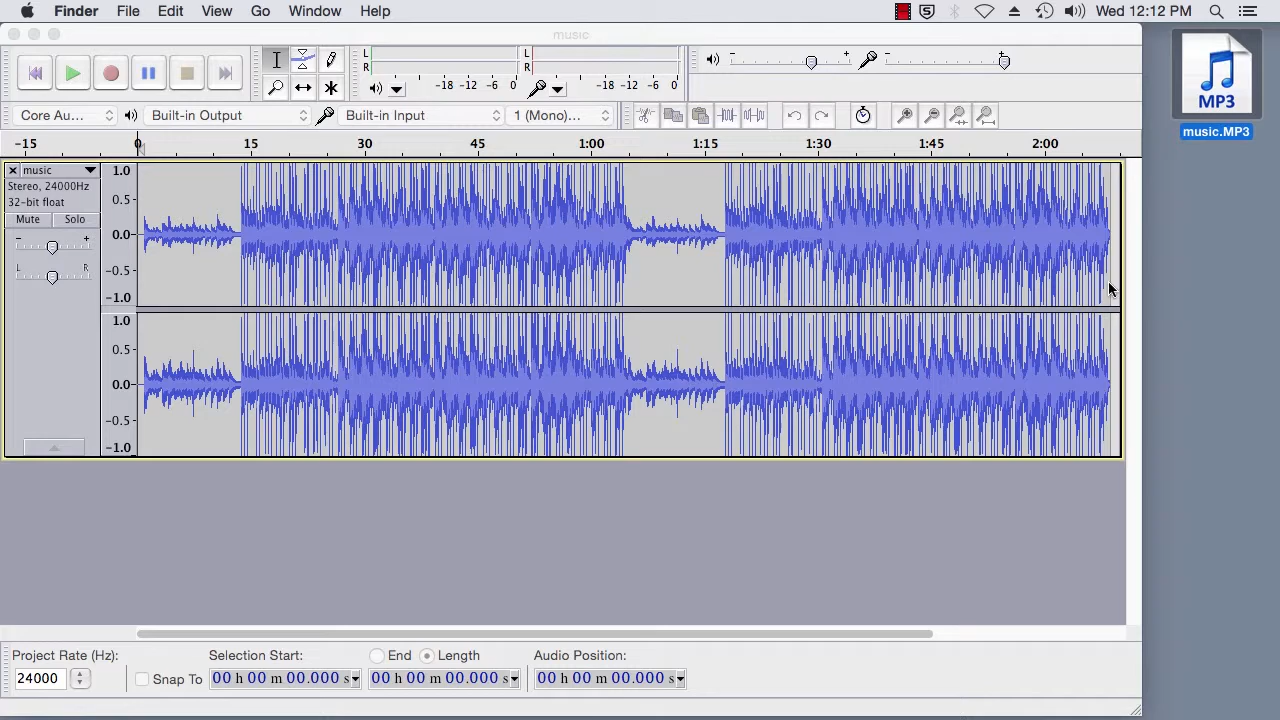 Finder File Edit View Go Window Help Wed 12:12 PM
music
L
R
-18 -12 -6 0
L
R
-18 -12 -6 0
- +
- +
Core Au... Built-in Output Built-in Input 1 (Mono)...
-15 0 15 30 45 1:00 1:15 1:30 1:45 2:00
music
Stereo, 24000Hz
32-bit float
Mute Solo
- +
L R
1.0
0.5
0.0
-0.5
-1.0
1.0
0.5
0.0
-0.5
-1.0
Project Rate (Hz): Selection Start: End Length Audio Position:
24000 Snap To 00 h 00 m 00.000 s 00 h 00 m 00.000 s 00 h 00 m 00.000 s
MP3
music.MP3